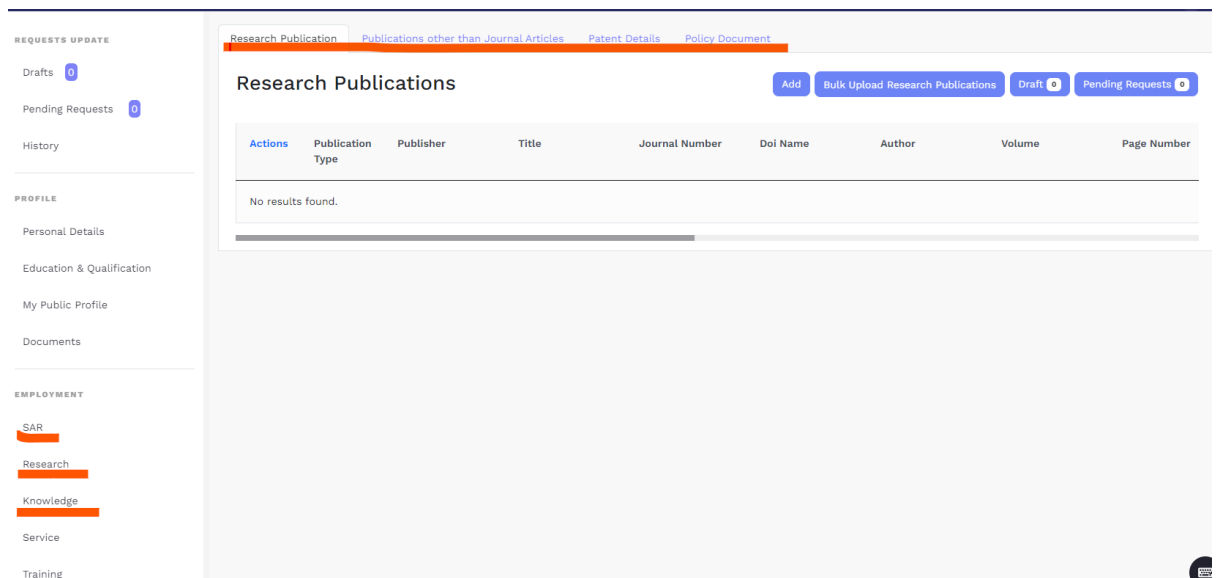 REQUESTS UPDATE
Drafts 0
Pending Requests 0
History
PROFILE
Personal Details
Education & Qualification
My Public Profile
Documents
EMPLOYMENT
SAR
Research
Knowledge
Service
Training
Research Publication Publications other than Journal Articles Patent Details Policy Document
Research Publications Add Bulk Upload Research Publications Draft 0 Pending Requests 0
Actions Publication Type Publisher Title Journal Number Doi Name Author Volume Page Number
No results found.